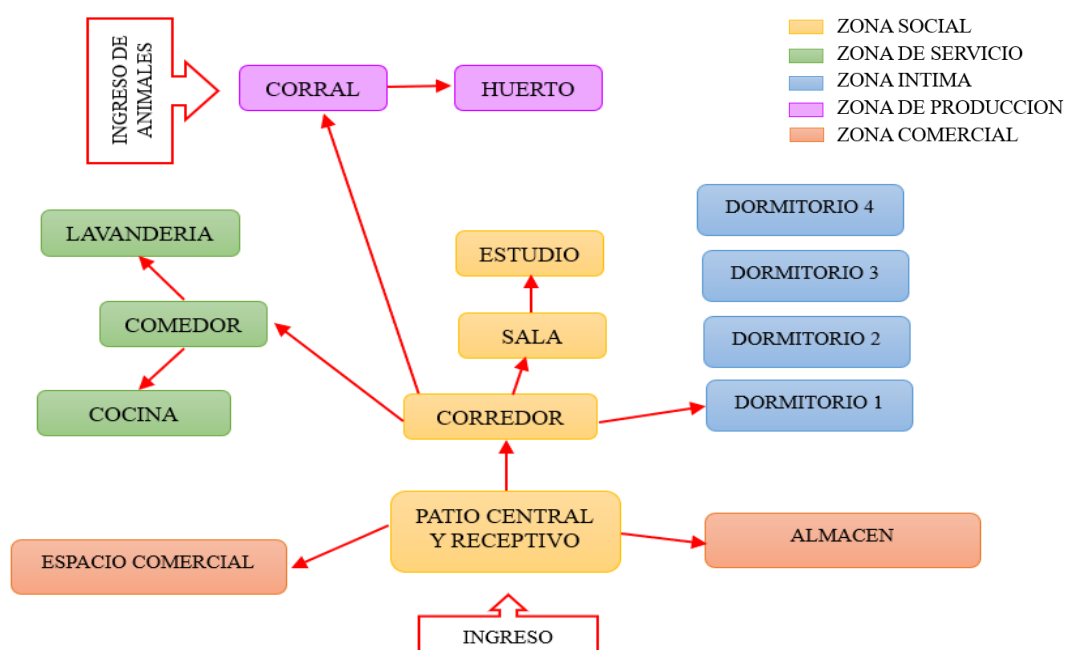 INGRESO DE
ANIMALES
CORRAL
HUERTO
ZONA SOCIAL
ZONA DE SERVICIO
ZONA INTIMA
ZONA DE PRODUCCION
ZONA COMERCIAL
LAVANDERIA
COMEDOR
COCINA
ESTUDIO
SALA
CORREDOR
DORMITORIO 4
DORMITORIO 3
DORMITORIO 2
DORMITORIO 1
PATIO CENTRAL
Y RECEPTIVO
ESPACIO COMERCIAL
ALMACEN
INGRESO